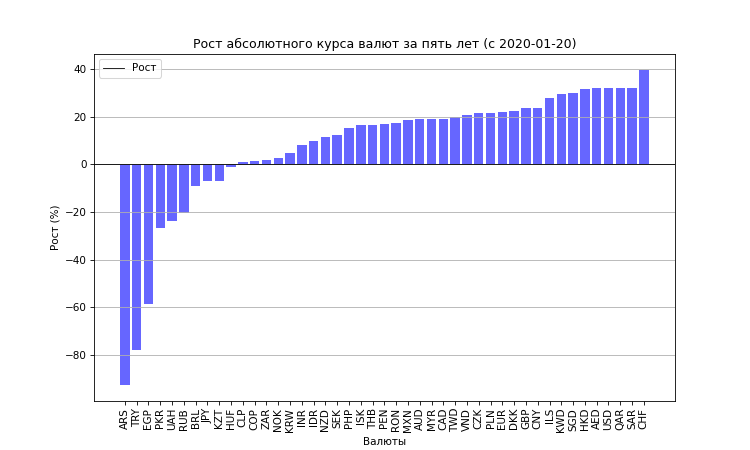 Рост абсолютного курса валют за пять лет (с 2020-01-20)
Рост
40
20
0
−20
−40
−60
−80
Рост (%)
ARS TRY EGP PKR UAH RUB BRL JPY KZT HUF CLP COP ZAR NOK KRW INR IDR NZD SEK PHP ISK THB PEN RON MXN AUD MYR CAD TWD VND CZK PLN EUR DKK GBP CNY ILS KWD SGD HKD AED USD QAR SAR CHF
Валюты